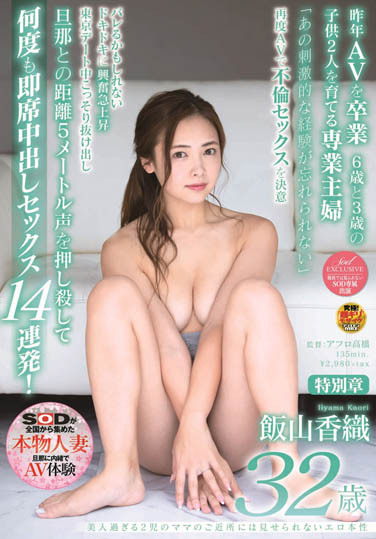 昨年AVを卒業 6歳と3歳の
子供2人を育てる専業主婦
「あの刺激的な経験が忘れられない」
再度AVで不倫セックスを決意
バレるかもしれない
ドキドキに興奮急上昇
東京デート中こっそり抜け出し
旦那との距離5メートル声を押し殺して
何度も即席中出しセックス
14連発!
Sod
EXCLUSIVE
SOD専属
監督:アフロ高橋
135min.
¥2,980+tax
特別章
Iiyama Kaori
飯山香織
32歳
SODが
全国から集めた
本物人妻
旦那に内緒で
AV体験
美人過ぎる2児のママのご近所には見せられないエロ本性